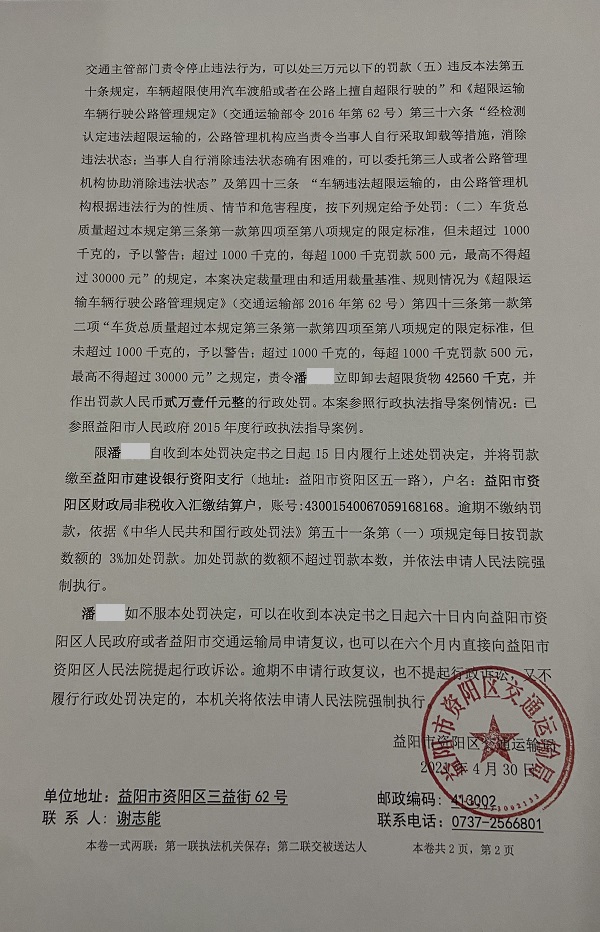 交通主管部门责令停止违法行为，可以处三万元以下的罚款（五）违反本法第五
十条规定，车辆超限使用汽车渡船或者在公路上擅自超限行驶的”和《超限运输
车辆行驶公路管理规定》（交通运输部令 2016 年第 62 号）第三十六条“经检测
认定违法超限运输的，公路管理机构应当责令当事人自行采取卸载等措施，消除
违法状态；当事人自行消除违法状态确有困难的，可以委托第三人或者公路管理
机构协助消除违法状态”及第四十三条 “车辆违法超限运输的，由公路管理机
构根据违法行为的性质、情节和危害程度，按下列规定给予处罚:（二）车货总
质量超过本规定第三条第一款第四项至第八项规定的限定标准，但未超过 1000
千克的，予以警告；超过 1000 千克的，每超 1000 千克罚款 500 元，最高不得超
过 30000 元”的规定，本案决定裁量理由和适用裁量基准、规则情况为《超限运
输车辆行驶公路管理规定》（交通运输部 2016 年第 62 号）第四十三条第一款第
二项“车货总质量超过本规定第三条第一款第四项至第八项规定的限定标准，但
未超过 1000 千克的，予以警告；超过 1000 千克的，每超 1000 千克罚款 500 元，
最高不得超过 30000 元”之规定，责令潘 立即卸去超限货物 42560 千克，并
作出罚款人民币贰万壹仟元整的行政处罚。本案参照行政执法指导案例情况：已
参照益阳市人民政府 2015 年度行政执法指导案例。
限潘 自收到本处罚决定书之日起 15 日内履行上述处罚决定，并将罚款
缴至益阳市建设银行资阳支行（地址：益阳市资阳区五一路），户名：益阳市资
阳区财政局非税收入汇缴结算户，账号:43001540067059168168。逾期不缴纳罚
款，依据《中华人民共和国行政处罚法》第五十一条第（一）项规定每日按罚款
数额的 3%加处罚款。加处罚款的数额不超过罚款本数，并依法申请人民法院强
制执行。
潘 如不服本处罚决定，可以在收到本决定书之日起六十日内向益阳市资
阳区人民政府或者益阳市交通运输局申请复议，也可以在六个月内直接向益阳市
资阳区人民法院提起行政诉讼。逾期不申请行政复议，也不提起行政诉讼，又不
履行行政处罚决定的，本机关将依法申请人民法院强制执行。
益阳市资阳区交通运输局
2021 年 4 月 30 日
益阳市资阳区交通运输局
单位地址：益阳市资阳区三益街 62 号 邮政编码：413002
联 系 人：谢志能 联系电话：0737-2566801
本卷一式两联：第一联执法机关保存；第二联交被送达人 本卷共 2 页，第 2 页